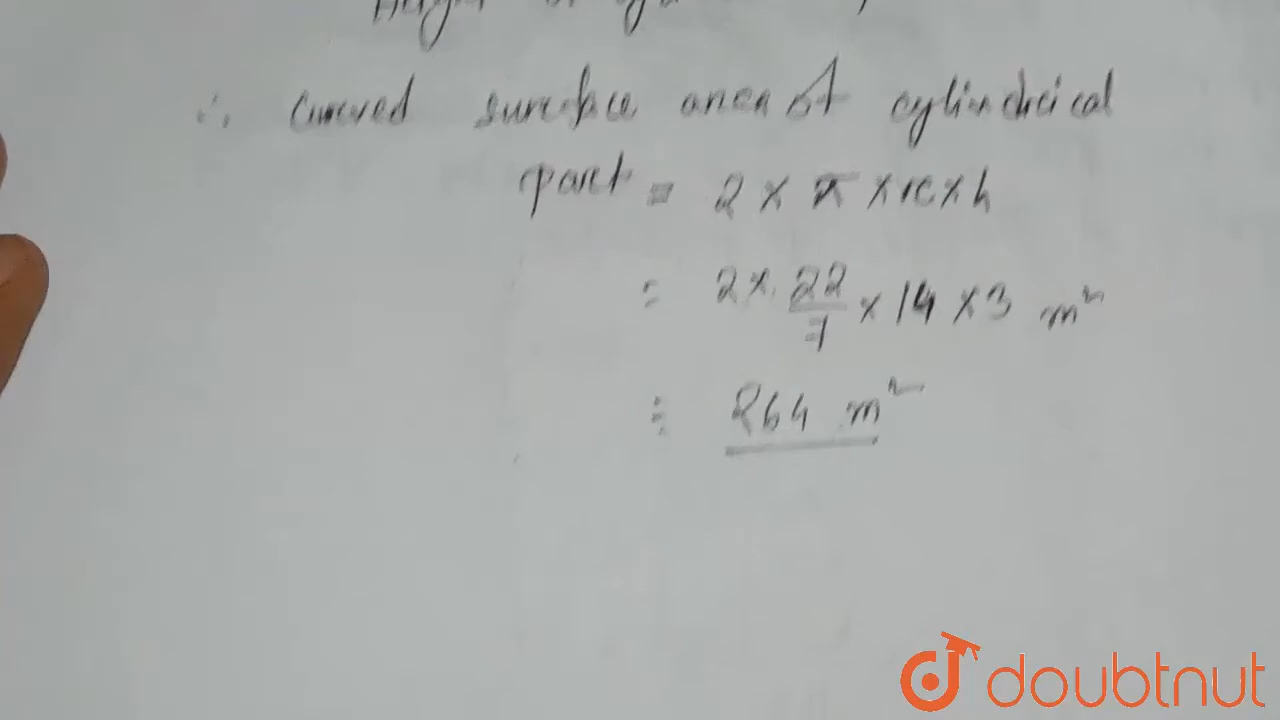 ∴ Curved surface area of cylindrical
part = 2 × π × r × h
= 2 × 22/7 × 14 × 3 m²
= 264 m²
doubtnut